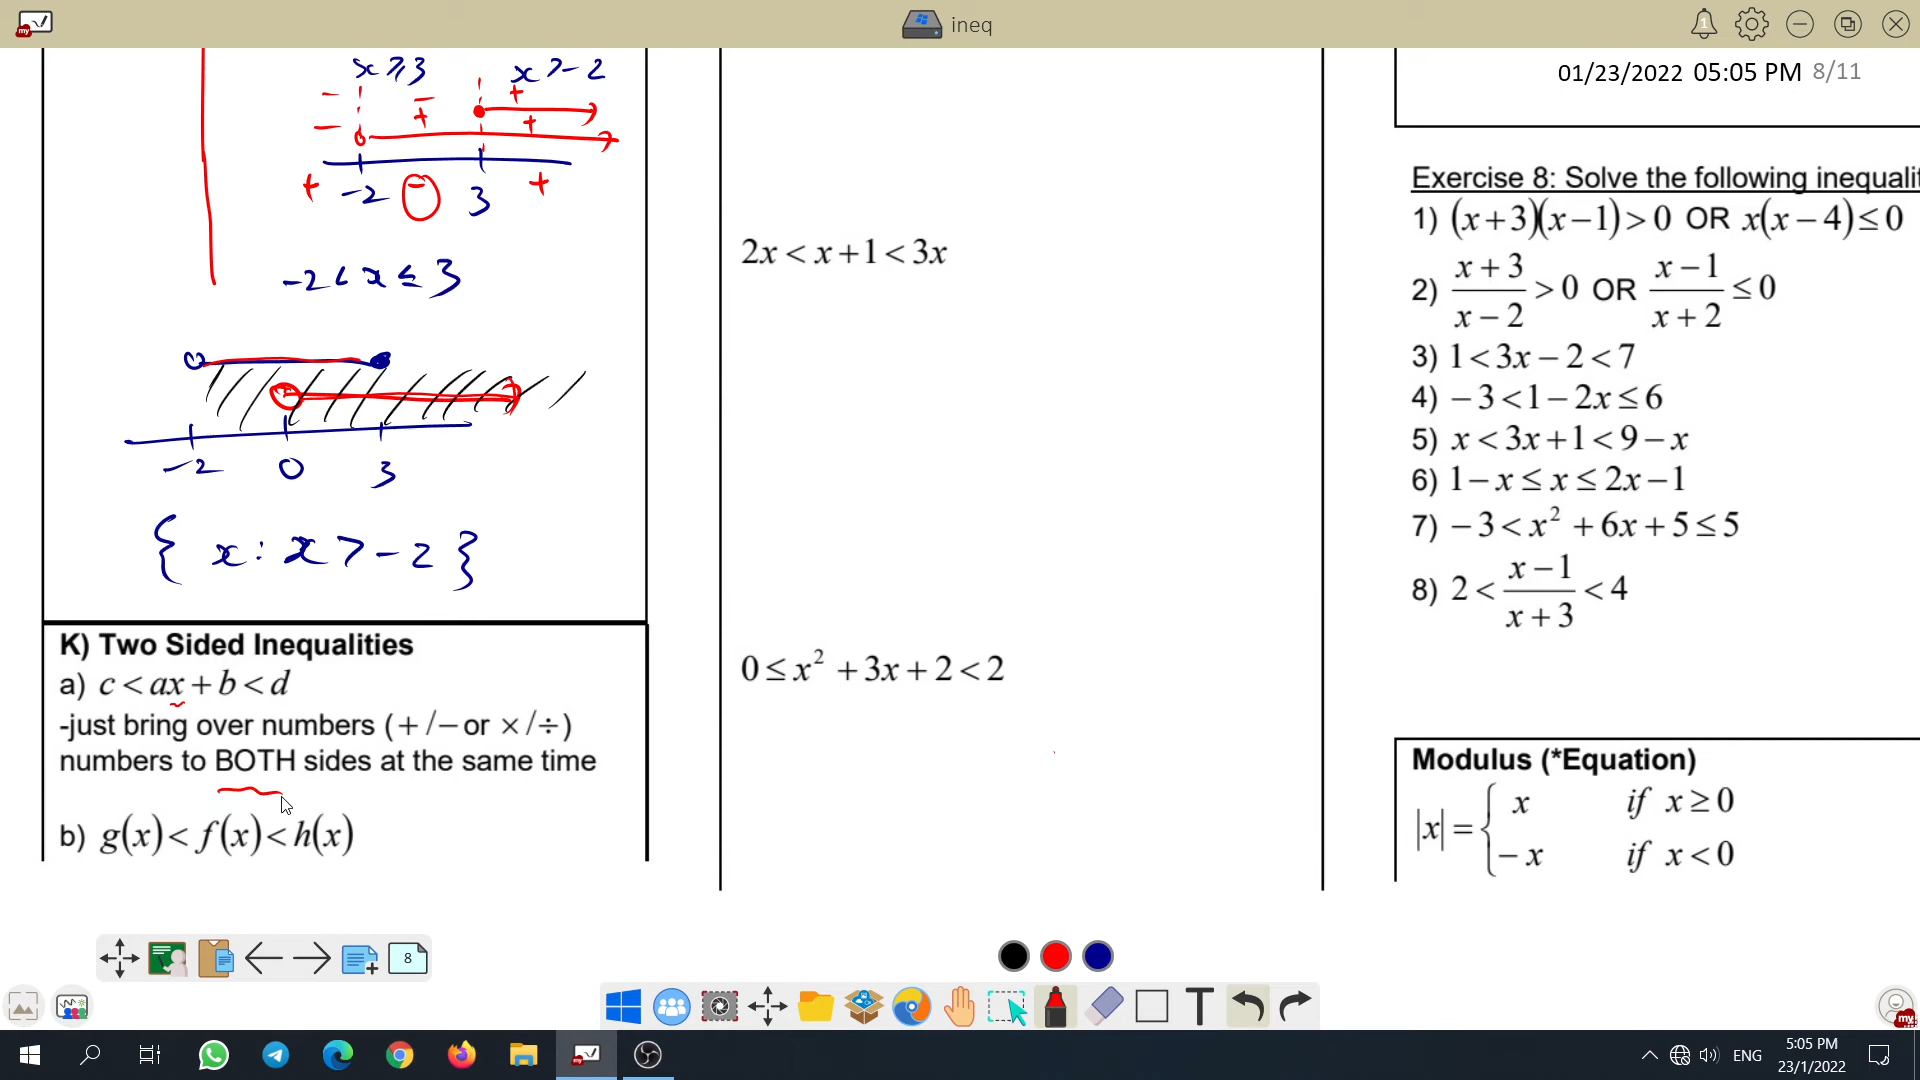 ineq
x ≥ 3 x > -2
- - + +
- + +
+ -2 - 3 +
-2 < x ≤ 3
-2 0 3
{ x : x > -2 }
K) Two Sided Inequalities
a) c < ax + b < d
-just bring over numbers (+/− or ×/÷)
numbers to BOTH sides at the same time
b) g(x) < f(x) < h(x)
2x < x + 1 < 3x
0 ≤ x² + 3x + 2 < 2
01/23/2022 05:05 PM 8/11
Exercise 8: Solve the following inequali
1) (x+3)(x−1) > 0 OR x(x−4) ≤ 0
2) (x+3)/(x−2) > 0 OR (x−1)/(x+2) ≤ 0
3) 1 < 3x − 2 < 7
4) −3 < 1 − 2x ≤ 6
5) x < 3x + 1 < 9 − x
6) 1 − x ≤ x ≤ 2x − 1
7) −3 < x² + 6x + 5 ≤ 5
8) 2 < (x−1)/(x+3) < 4
Modulus (*Equation)
|x| = { x if x ≥ 0
−x if x < 0
8
T
my
ENG
5:05 PM
23/1/2022